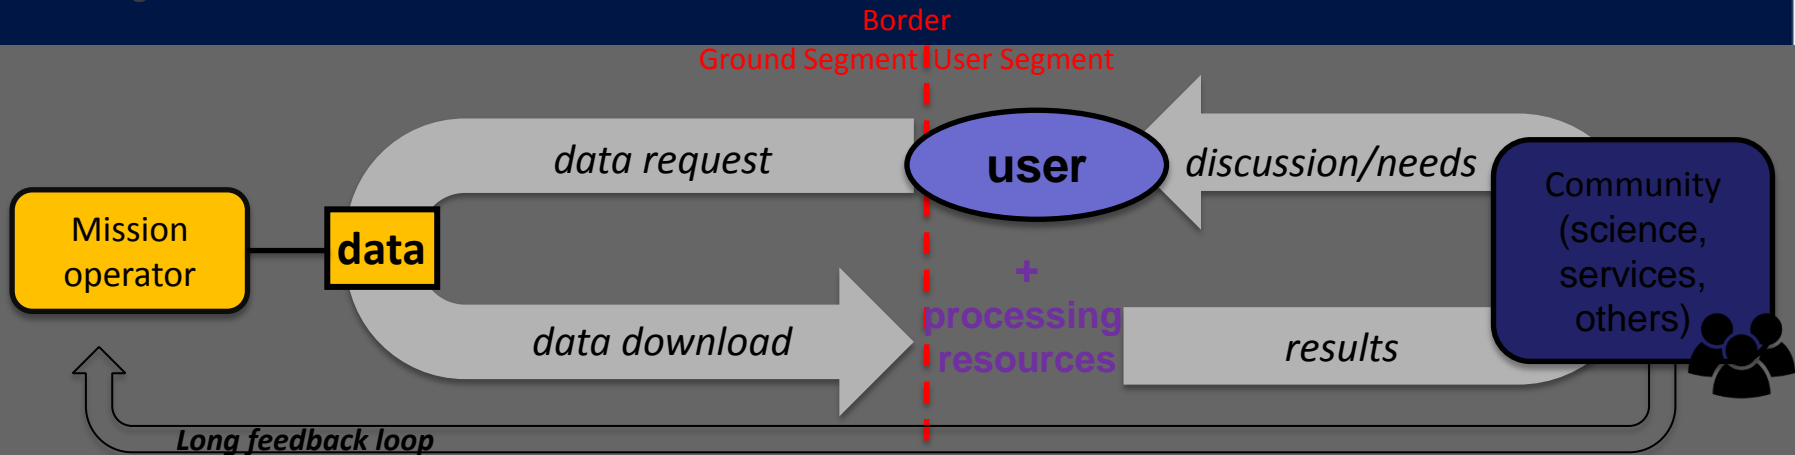 Border
Ground Segment User Segment
data request
user
discussion/needs
Mission
operator
data
Community
(science,
services,
others)
+
processing
resources
data download
results
Long feedback loop